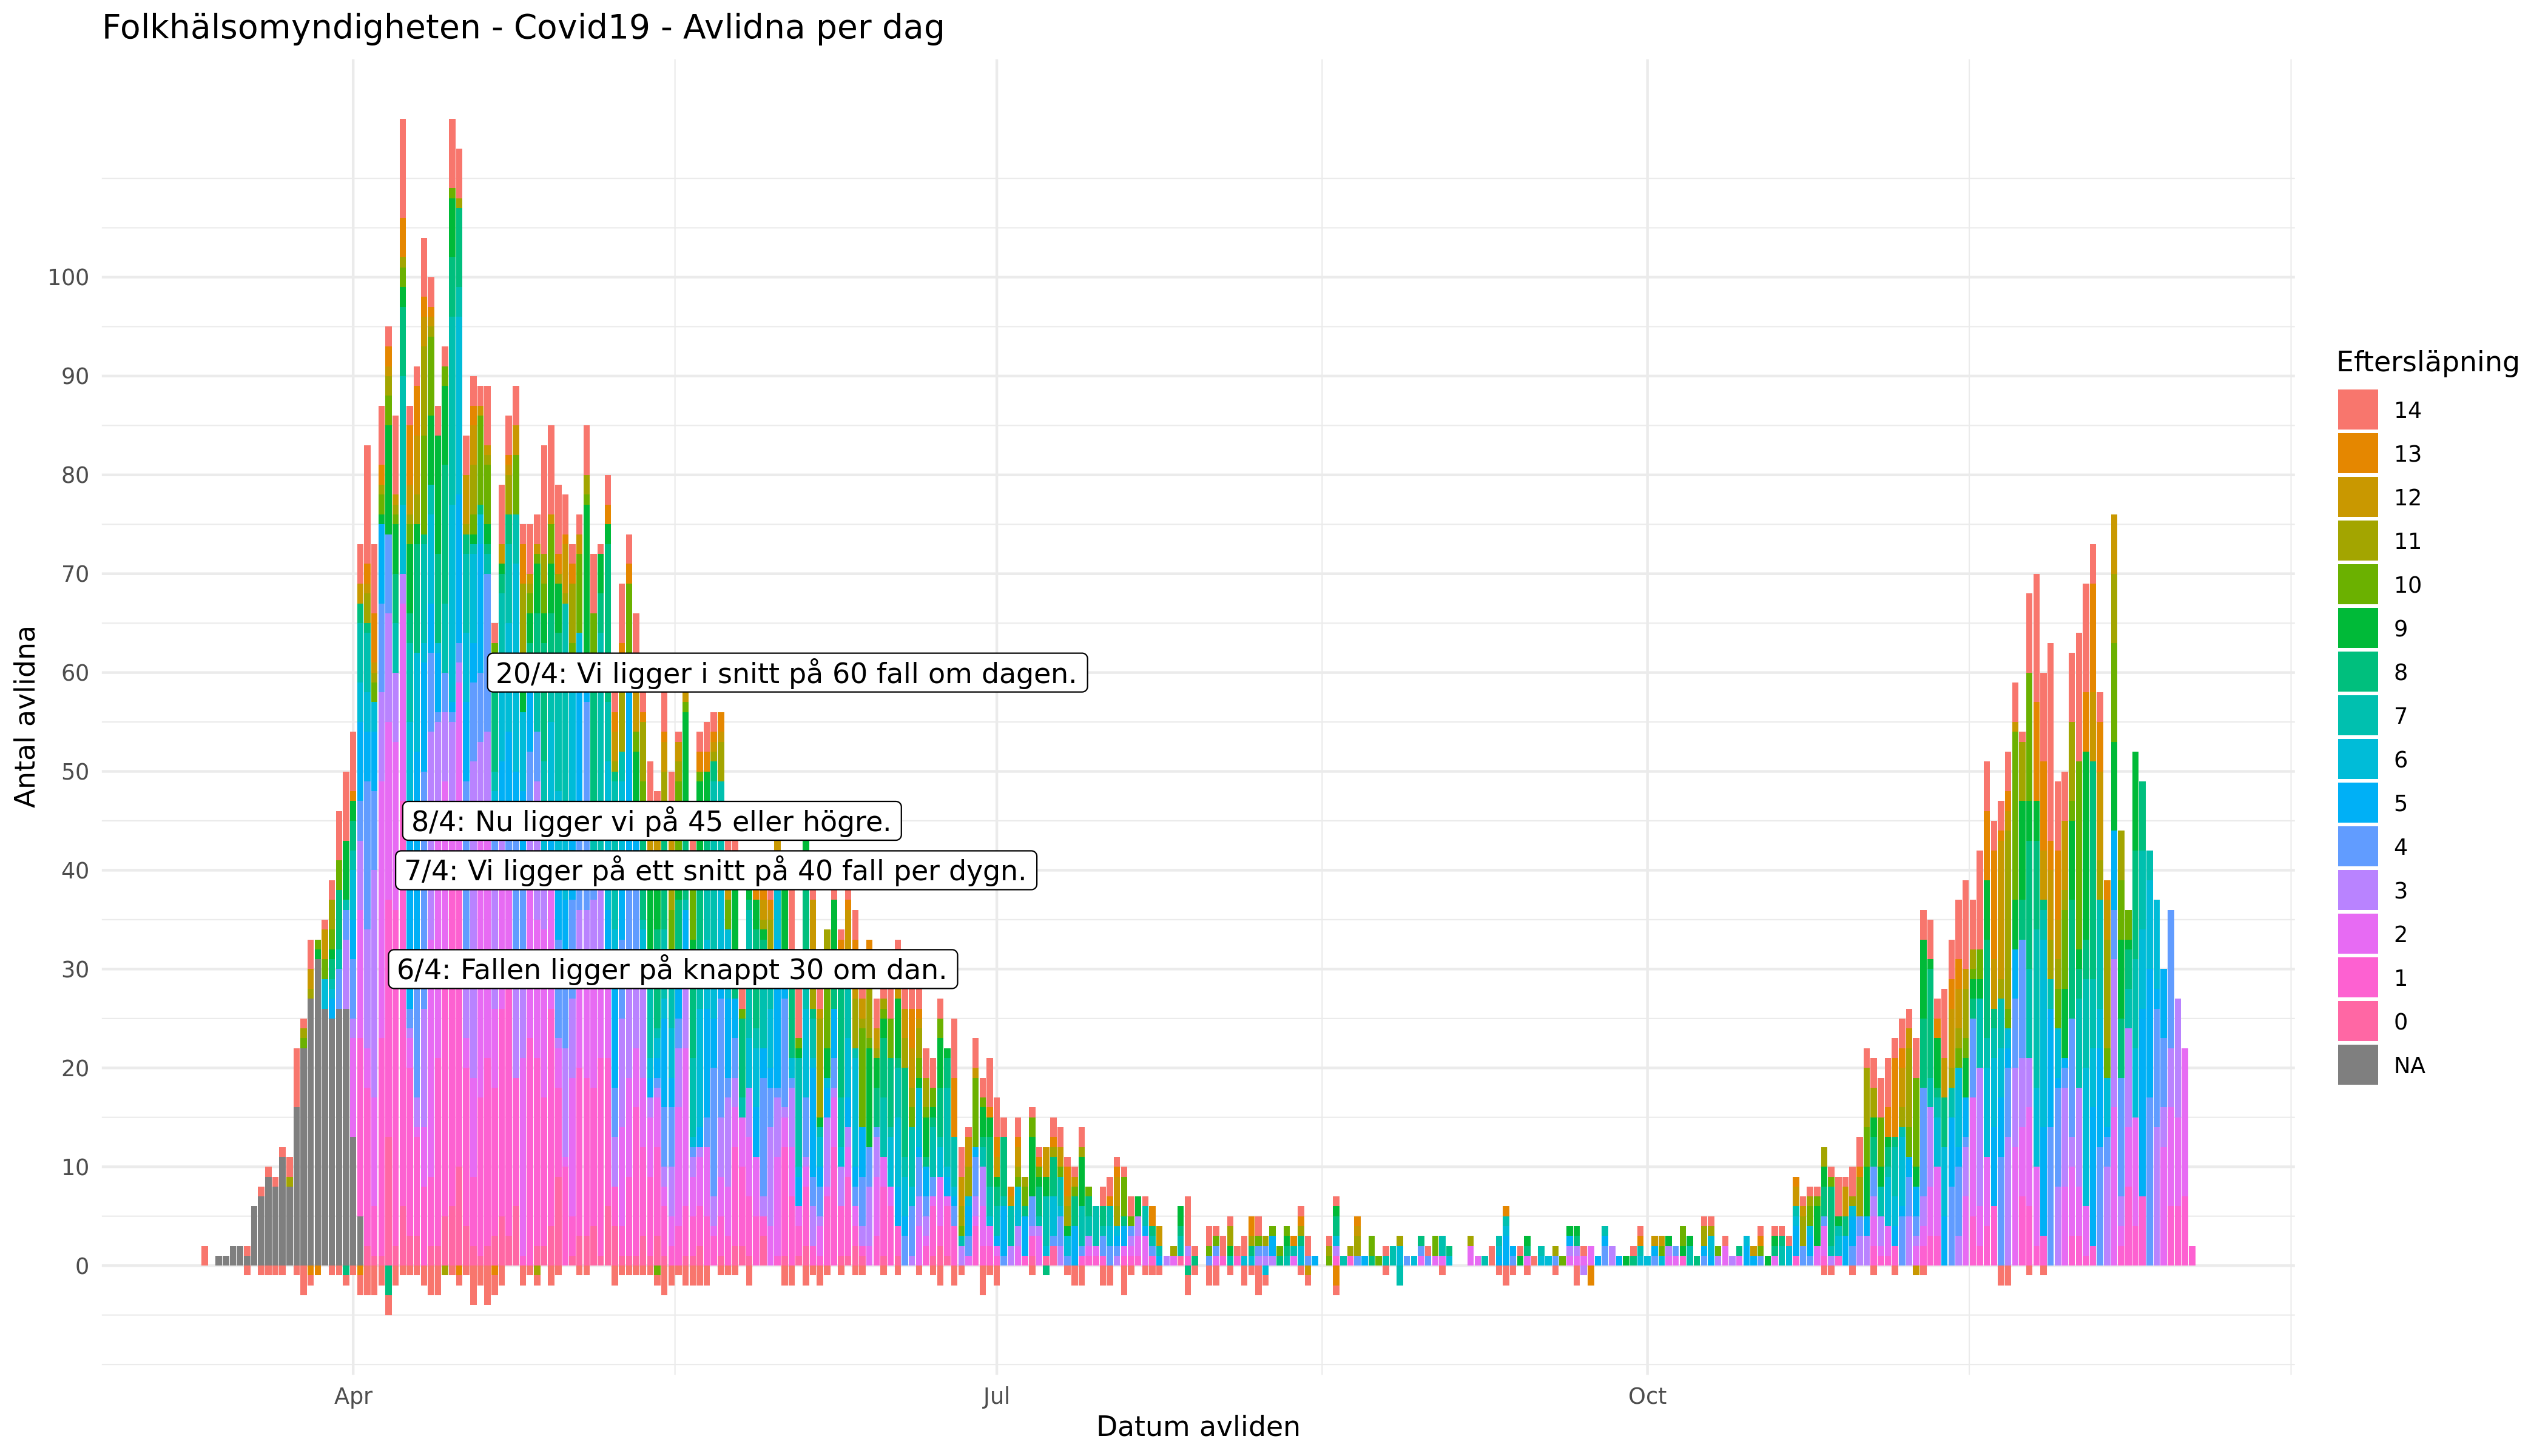 Folkhälsomyndigheten - Covid19 - Avlidna per dag
Antal avlidna
100
90
80
70
60
50
40
30
20
10
0
20/4: Vi ligger i snitt på 60 fall om dagen.
8/4: Nu ligger vi på 45 eller högre.
7/4: Vi ligger på ett snitt på 40 fall per dygn.
6/4: Fallen ligger på knappt 30 om dan.
Apr
Jul
Oct
Datum avliden
Eftersläpning
14
13
12
11
10
9
8
7
6
5
4
3
2
1
0
NA